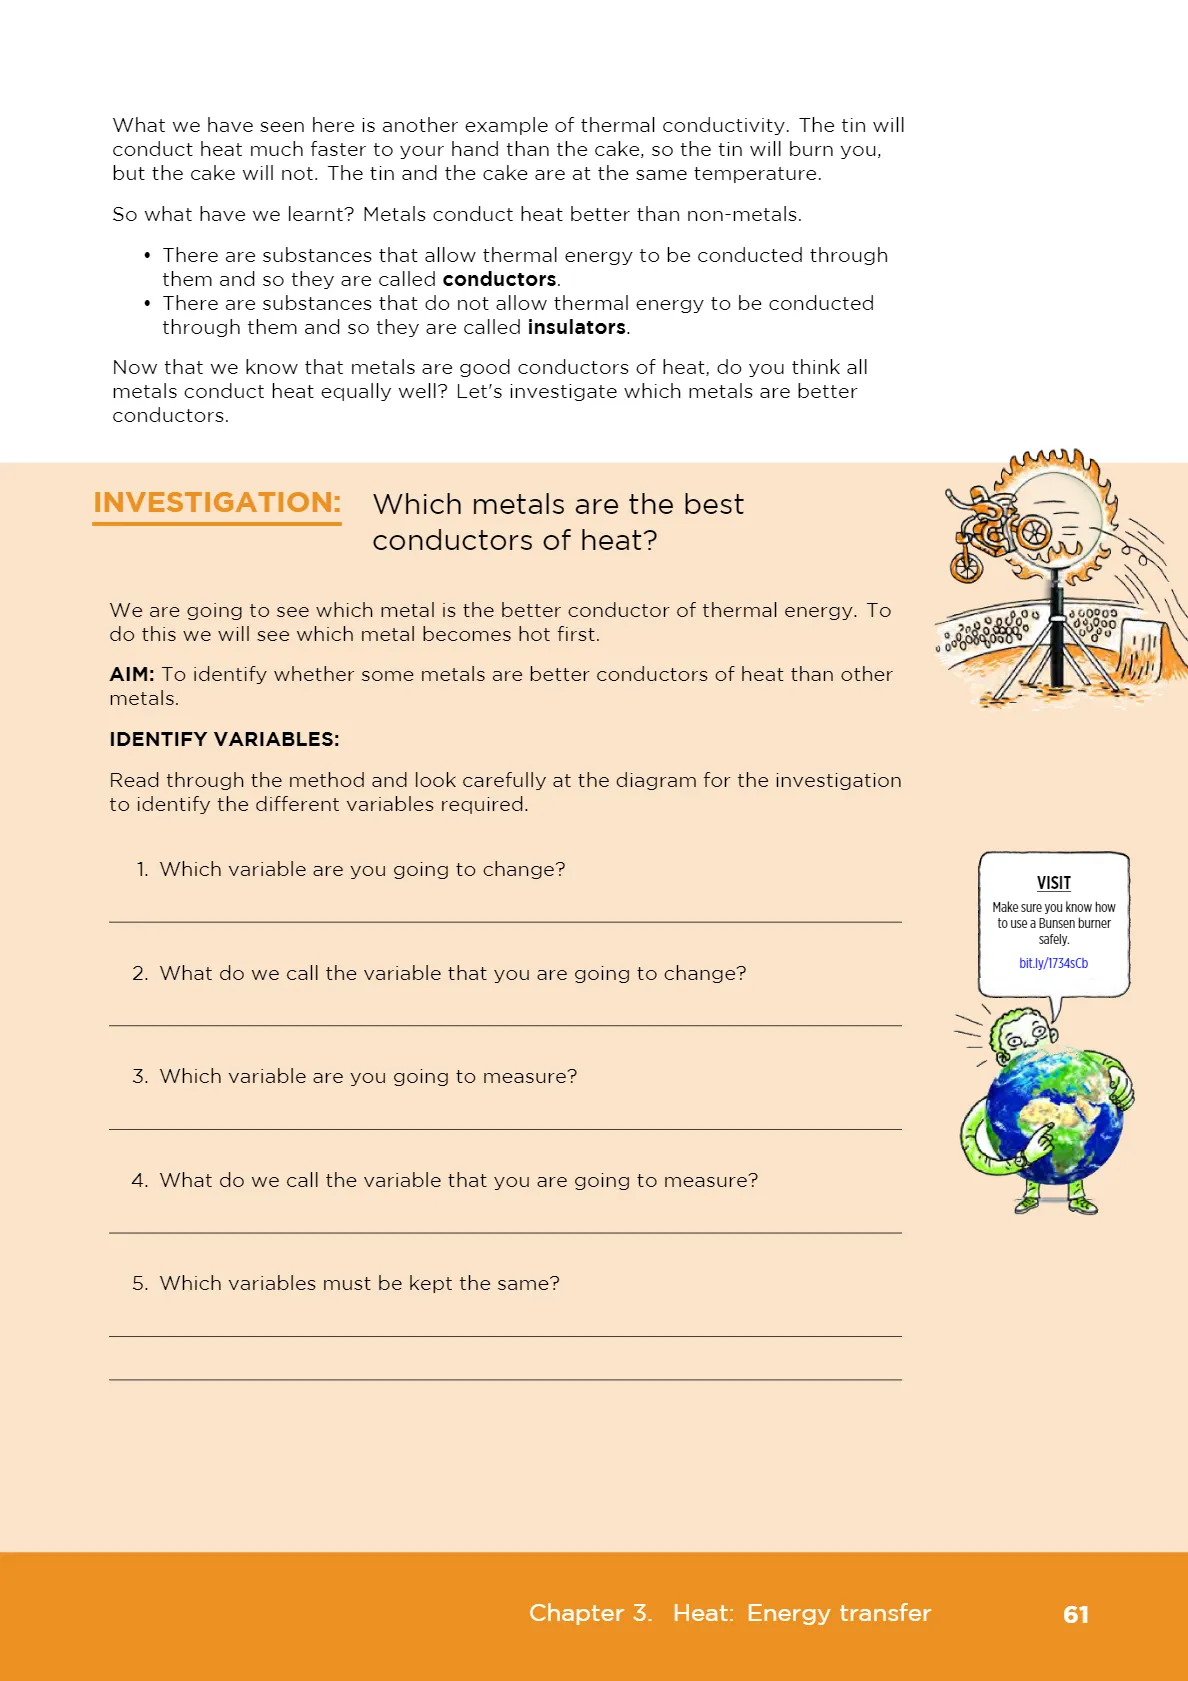 What we have seen here is another example of thermal conductivity. The tin will
conduct heat much faster to your hand than the cake, so the tin will burn you,
but the cake will not. The tin and the cake are at the same temperature.
So what have we learnt? Metals conduct heat better than non-metals.
• There are substances that allow thermal energy to be conducted through
them and so they are called conductors.
• There are substances that do not allow thermal energy to be conducted
through them and so they are called insulators.
Now that we know that metals are good conductors of heat, do you think all
metals conduct heat equally well? Let's investigate which metals are better
conductors.
INVESTIGATION: Which metals are the best
conductors of heat?
We are going to see which metal is the better conductor of thermal energy. To
do this we will see which metal becomes hot first.
AIM: To identify whether some metals are better conductors of heat than other
metals.
IDENTIFY VARIABLES:
Read through the method and look carefully at the diagram for the investigation
to identify the different variables required.
1. Which variable are you going to change?
2. What do we call the variable that you are going to change?
3. Which variable are you going to measure?
4. What do we call the variable that you are going to measure?
5. Which variables must be kept the same?
VISIT
Make sure you know how
to use a Bunsen burner
safely.
bit.ly/1734sCb
Chapter 3. Heat: Energy transfer 61